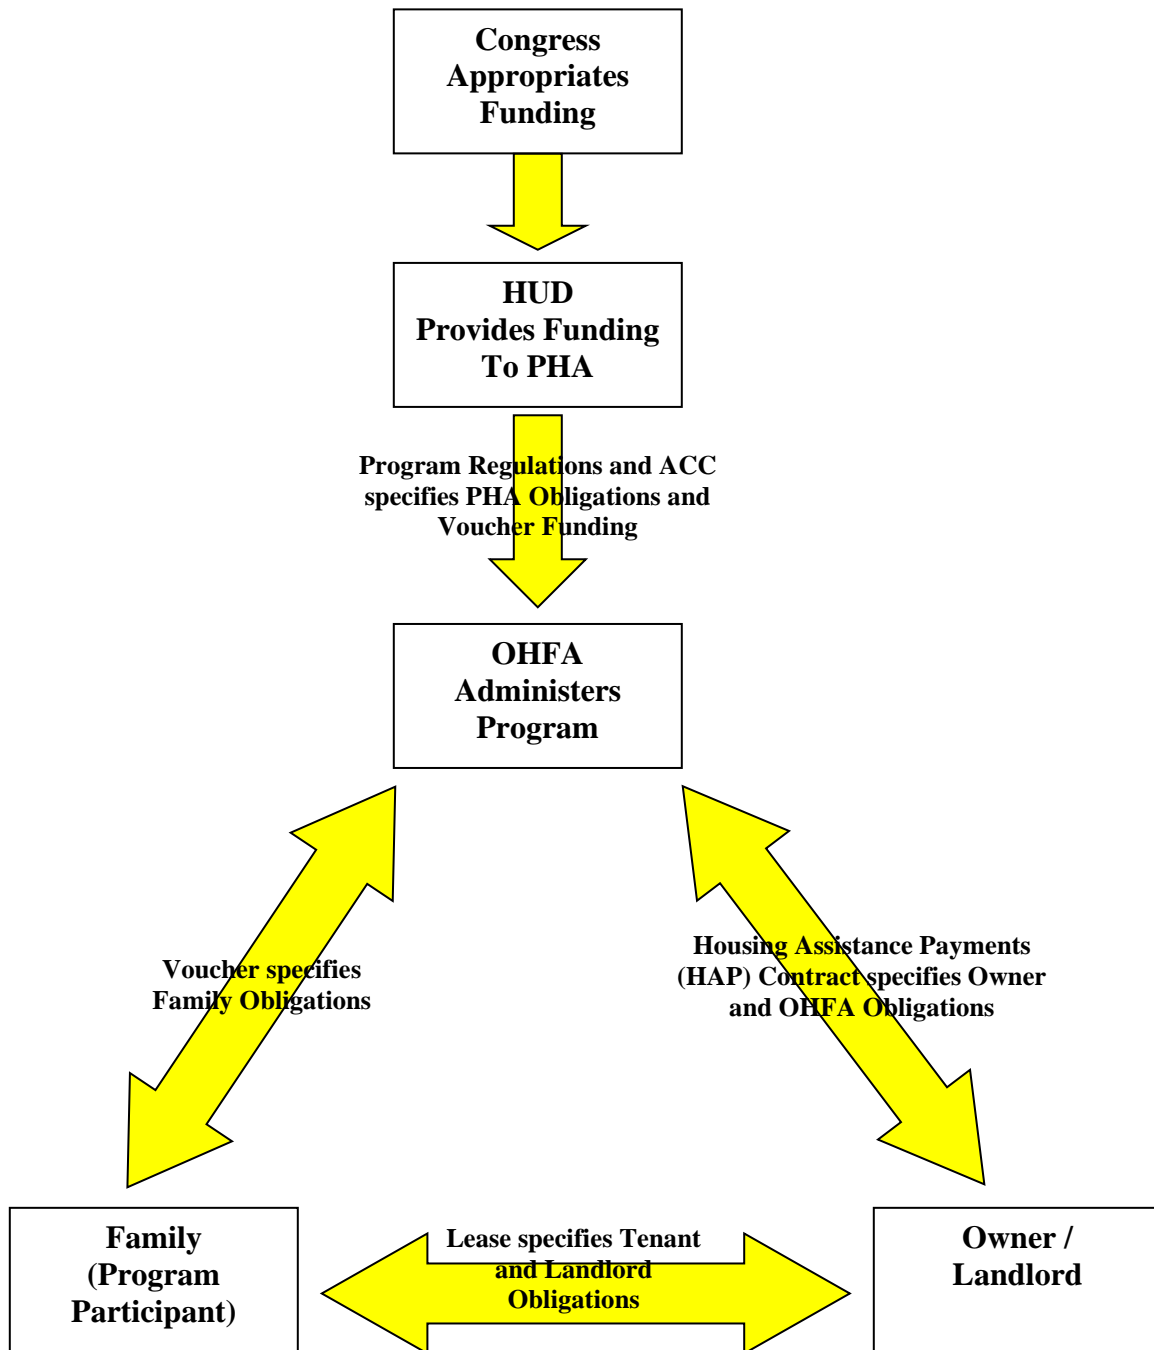 Congress
Appropriates
Funding
HUD
Provides Funding
To PHA
Program Regulations and ACC
specifies PHA Obligations and
Voucher Funding
OHFA
Administers
Program
Voucher specifies
Family Obligations
Housing Assistance Payments
(HAP) Contract specifies Owner
and OHFA Obligations
Family
(Program
Participant)
Lease specifies Tenant
and Landlord
Obligations
Owner /
Landlord